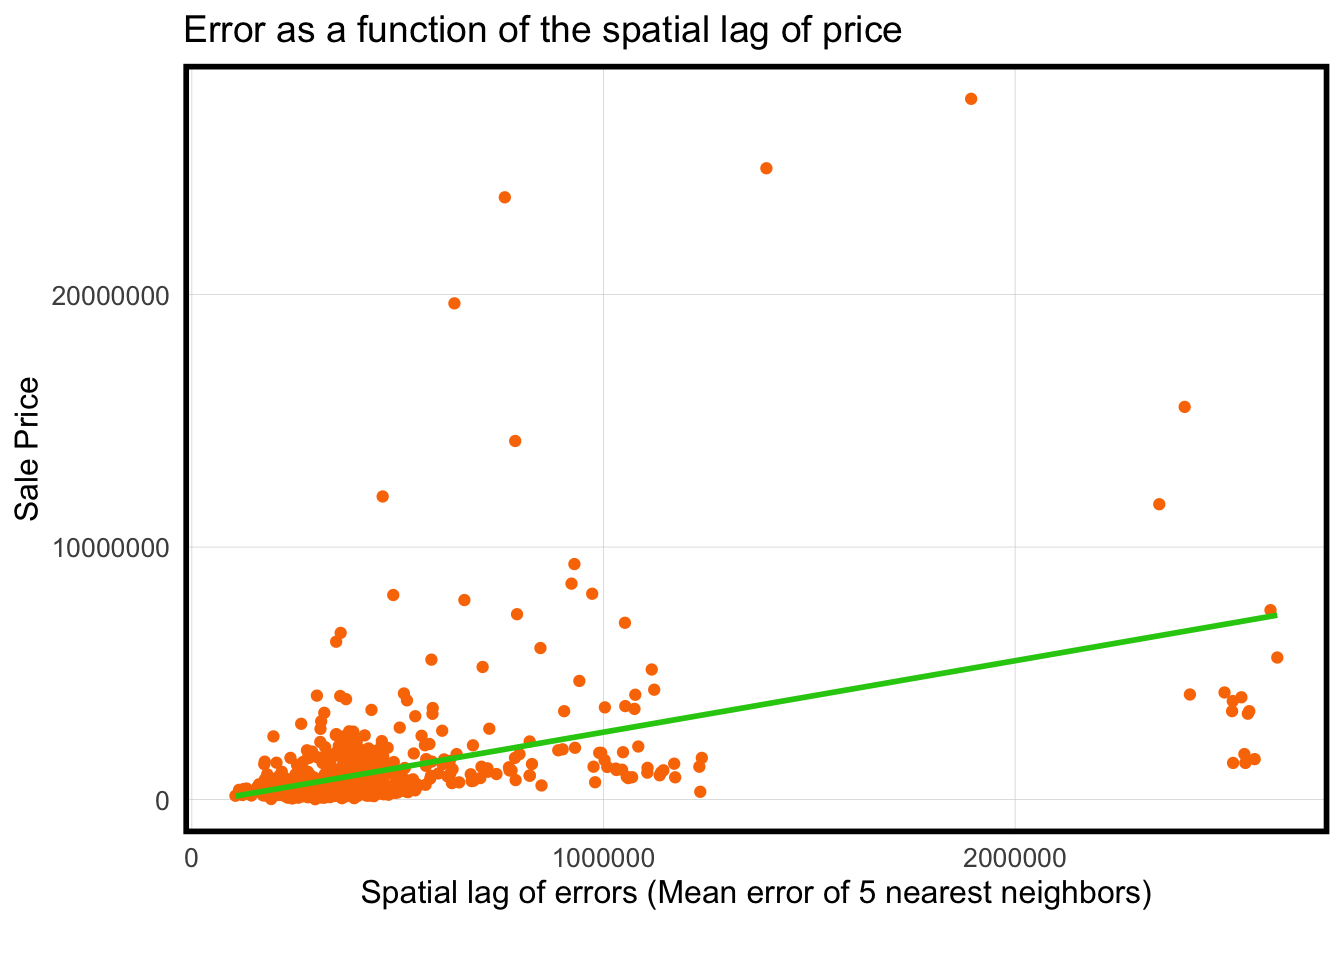 Error as a function of the spatial lag of price
Sale Price
20000000
10000000
0
0 1000000 2000000
Spatial lag of errors (Mean error of 5 nearest neighbors)